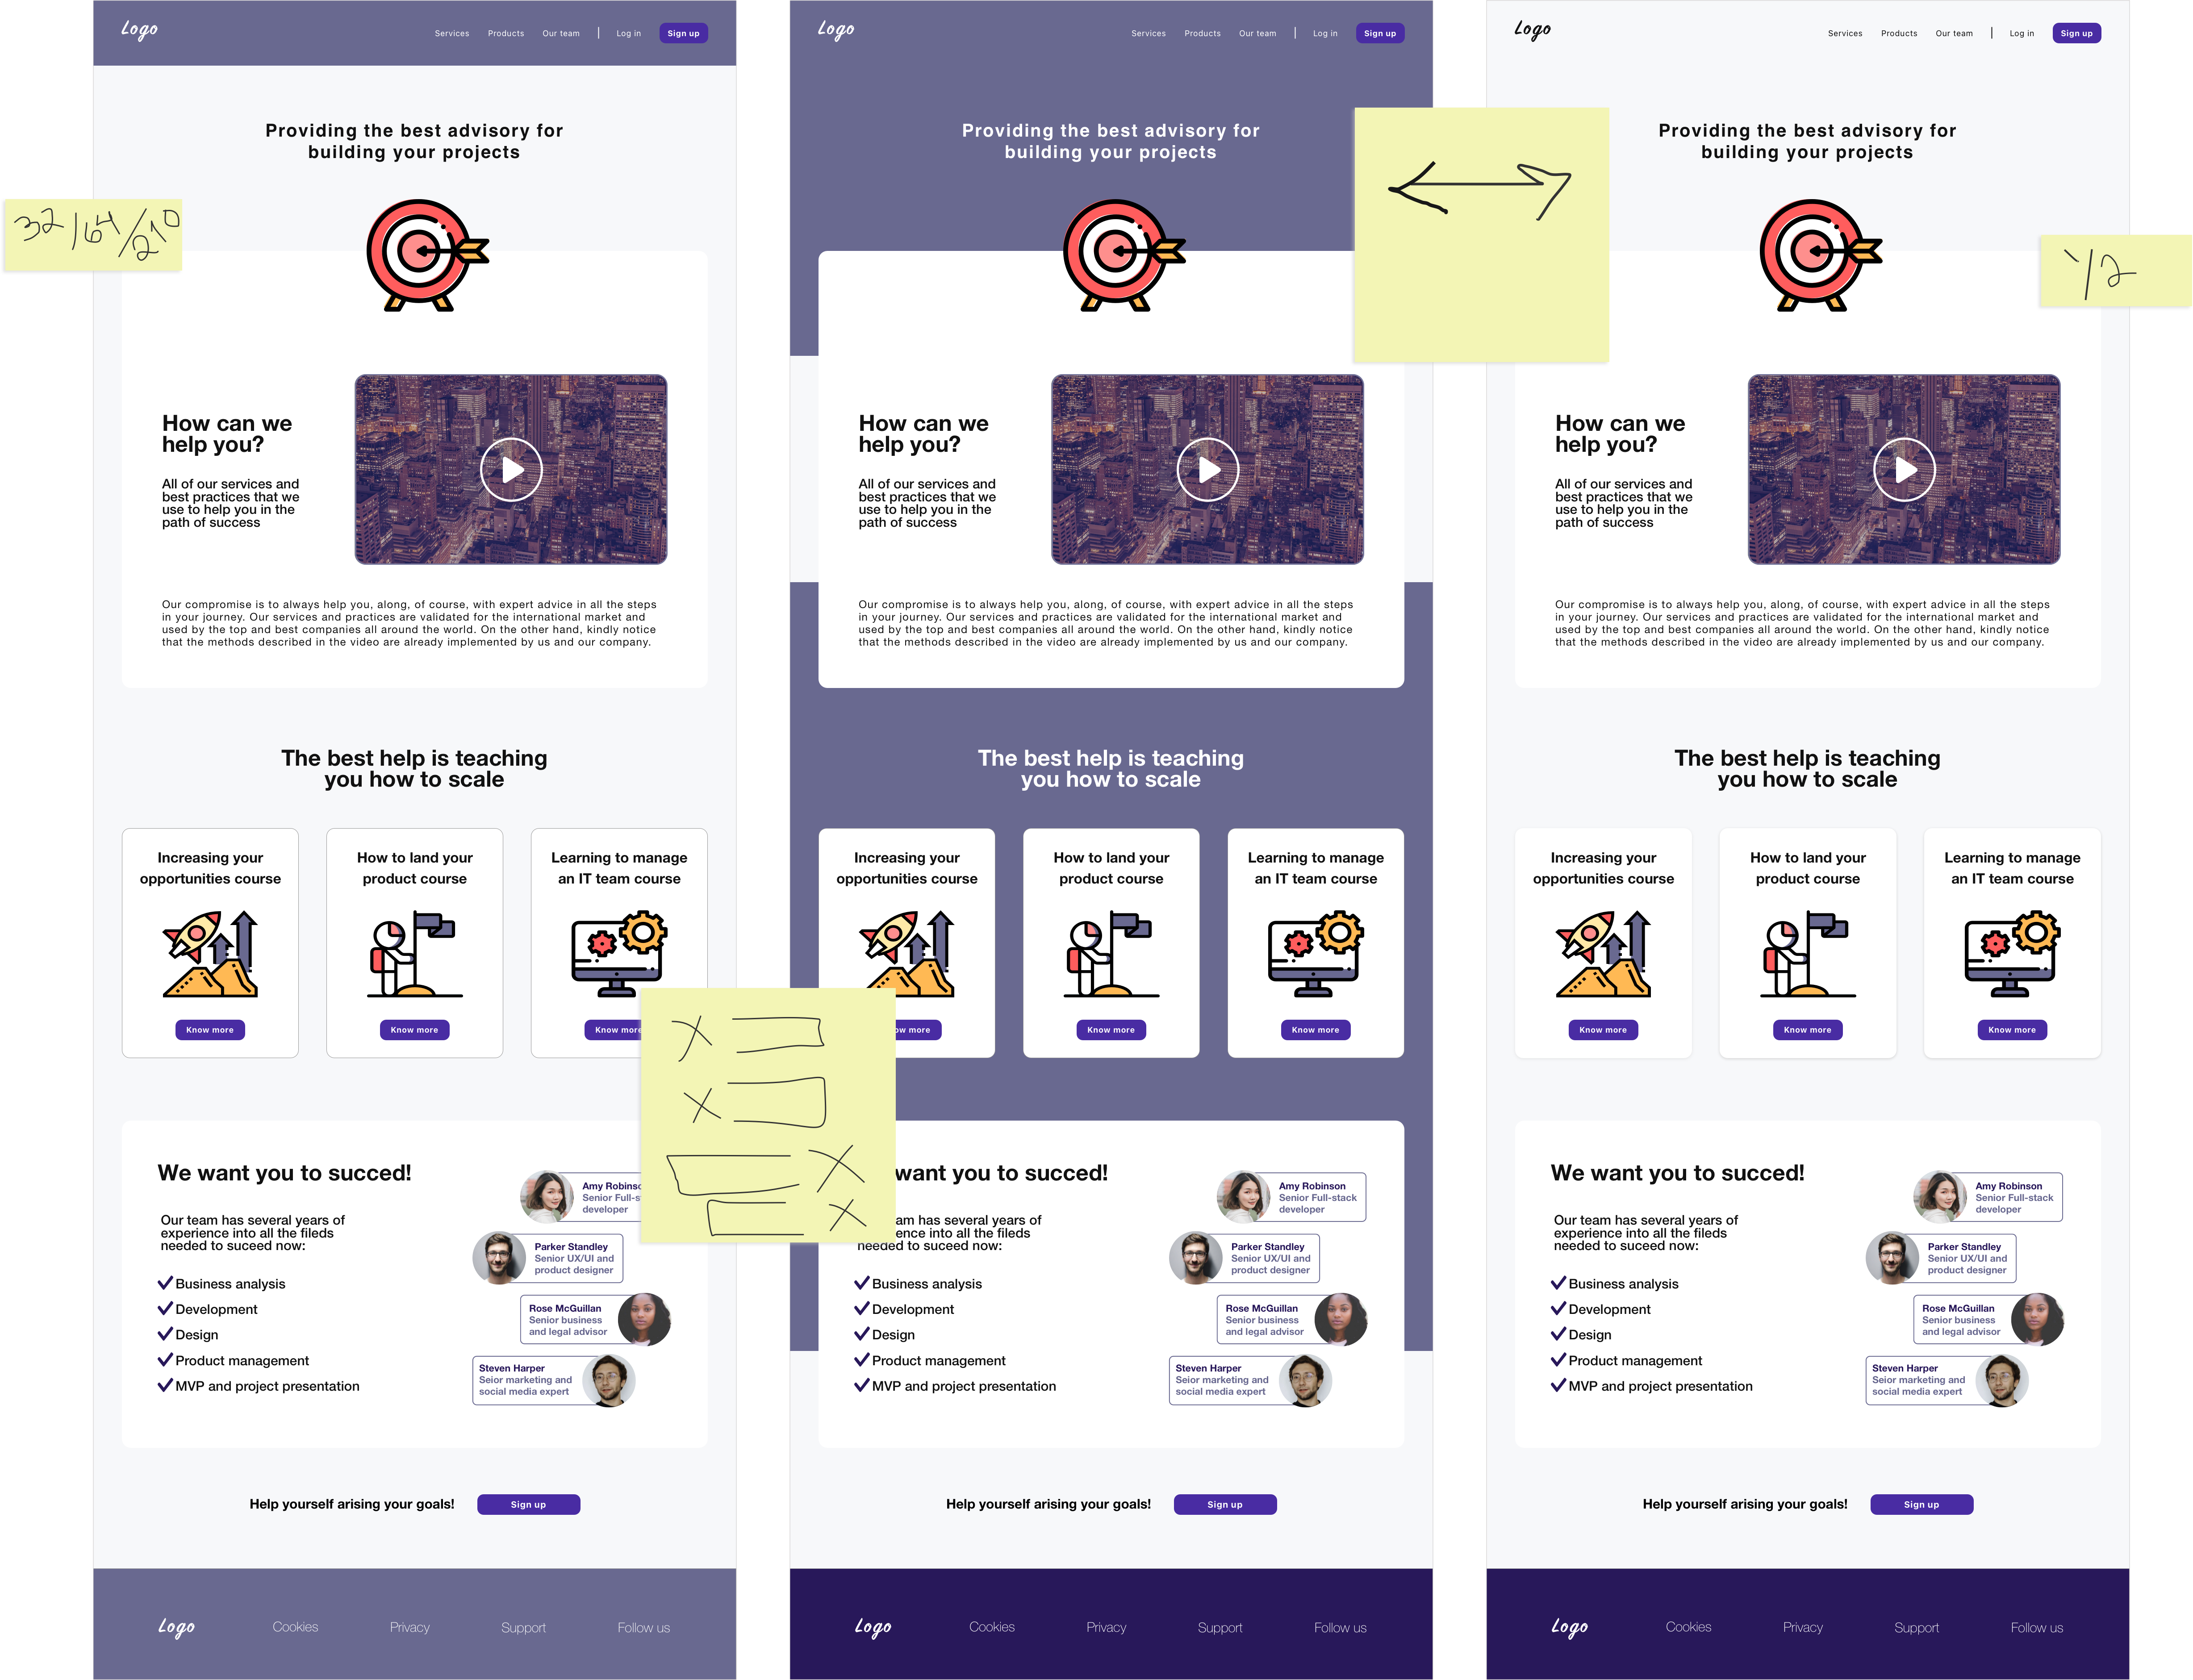 Logo
Services Products Our team Log in Sign up
Providing the best advisory for
building your projects
32/64/210
How can we
help you?
All of our services and
best practices that we
use to help you in the
path of success
Our compromise is to always help you, along, of course, with expert advice in all the steps
in your journey. Our services and practices are validated for the international market and
used by the top and best companies all around the world. On the other hand, kindly notice
that the methods described in the video are already implemented by us and our company.
The best help is teaching
you how to scale
Increasing your
opportunities course
Know more
How to land your
product course
Know more
Learning to manage
an IT team course
Know more
We want you to succed!
Our team has several years of
experience into all the fileds
needed to suceed now:
Business analysis
Development
Design
Product management
MVP and project presentation
Amy Robinso
Senior Full-s
developer
Parker Standley
Senior UX/UI and
product designer
Rose McGuillan
Senior business
and legal advisor
Steven Harper
Seior marketing and
social media expert
Help yourself arising your goals! Sign up
Logo Cookies Privacy Support Follow us
Logo
Services Products Our team Log in Sign up
Providing the best advisory for
building your projects
How can we
help you?
All of our services and
best practices that we
use to help you in the
path of success
Our compromise is to always help you, along, of course, with expert advice in all the steps
in your journey. Our services and practices are validated for the international market and
used by the top and best companies all around the world. On the other hand, kindly notice
that the methods described in the video are already implemented by us and our company.
The best help is teaching
you how to scale
Increasing your
opportunities course
ow more
How to land your
product course
Know more
Learning to manage
an IT team course
Know more
want you to succed!
am has several years of
ence into all the fileds
needed to suceed now:
Business analysis
Development
Design
Product management
MVP and project presentation
Amy Robinson
Senior Full-stack
developer
Parker Standley
Senior UX/UI and
product designer
Rose McGuillan
Senior business
and legal advisor
Steven Harper
Seior marketing and
social media expert
Help yourself arising your goals! Sign up
Logo Cookies Privacy Support Follow us
Logo
Services Products Our team Log in Sign up
Providing the best advisory for
building your projects
How can we
help you?
All of our services and
best practices that we
use to help you in the
path of success
Our compromise is to always help you, along, of course, with expert advice in all the steps
in your journey. Our services and practices are validated for the international market and
used by the top and best companies all around the world. On the other hand, kindly notice
that the methods described in the video are already implemented by us and our company.
The best help is teaching
you how to scale
Increasing your
opportunities course
Know more
How to land your
product course
Know more
Learning to manage
an IT team course
Know more
We want you to succed!
Our team has several years of
experience into all the fileds
needed to suceed now:
Business analysis
Development
Design
Product management
MVP and project presentation
Amy Robinson
Senior Full-stack
developer
Parker Standley
Senior UX/UI and
product designer
Rose McGuillan
Senior business
and legal advisor
Steven Harper
Seior marketing and
social media expert
Help yourself arising your goals! Sign up
Logo Cookies Privacy Support Follow us